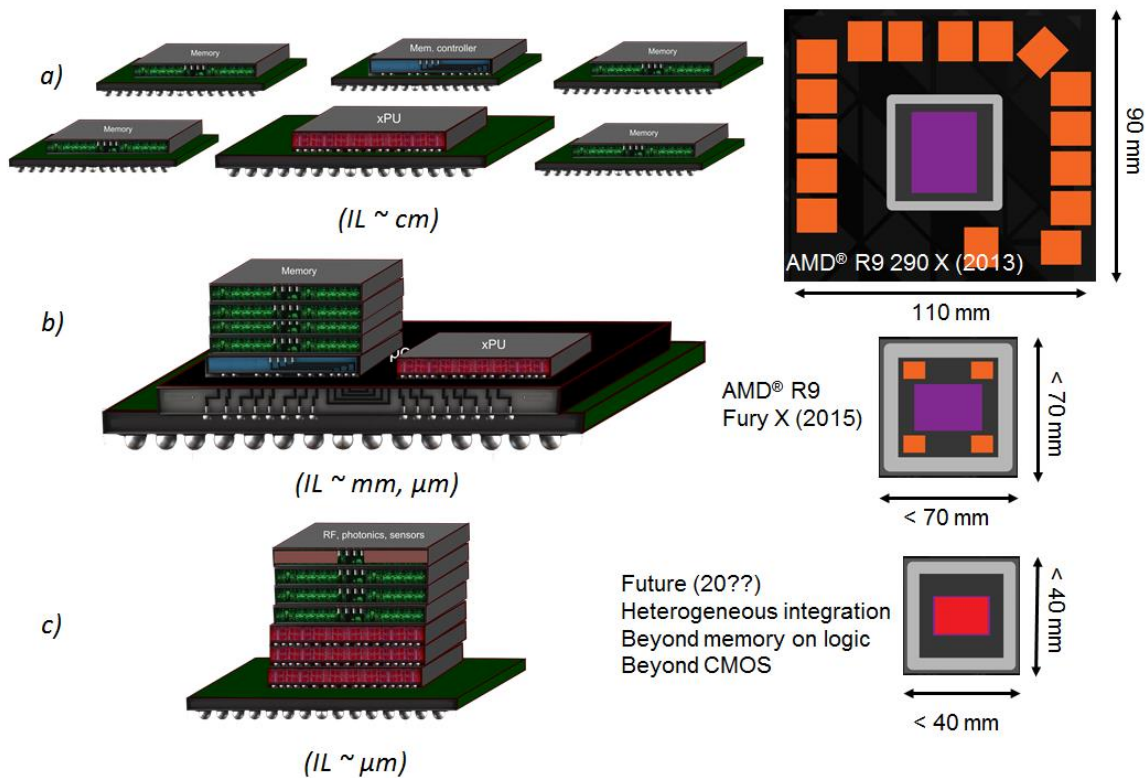 a)
Memory
Mem. controller
Memory
Memory
xPU
Memory
(IL ~ cm)
AMD® R9 290 X (2013)
90 mm
110 mm
b)
Memory
xPU
(IL ~ mm, µm)
AMD® R9
Fury X (2015)
< 70 mm
< 70 mm
c)
RF, photonics, sensors
(IL ~ µm)
Future (20??)
Heterogeneous integration
Beyond memory on logic
Beyond CMOS
< 40 mm
< 40 mm